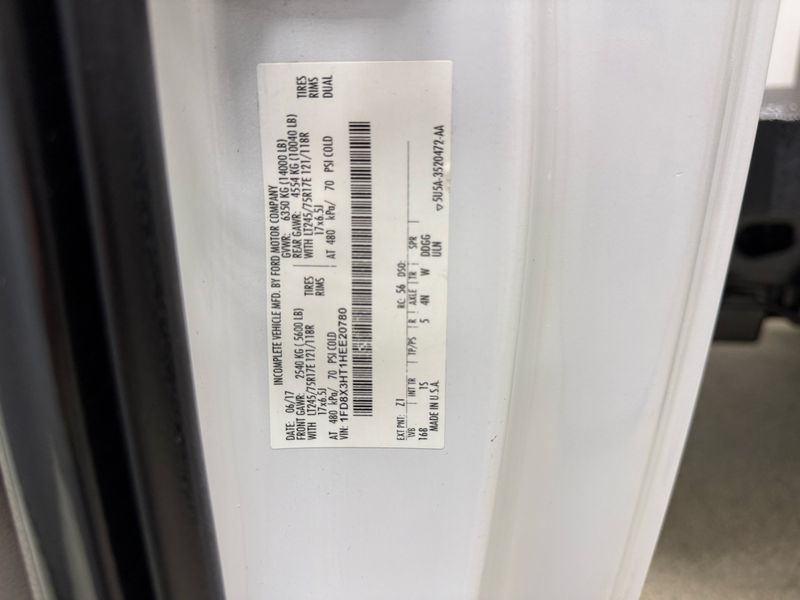 INCOMPLETE VEHICLE MFD. BY FORD MOTOR COMPANY
DATE: 06/17 GVWR: 6350 KG (14000 LB)
FRONT GAWR: 2540 KG ( 5600 LB) REAR GAWR: 4554 KG (10040 LB)
WITH LT245/75R17E 121/118R TIRES WITH LT245/75R17E 121/118R TIRES
17x6.5J RIMS 17x6.5J RIMS
AT 480 kPa/ 70 PSI COLD AT 480 kPa/ 70 PSI COLD DUAL
VIN: 1FD8X3HT1HEE20780
EXT PNT: Z1 RC: 56 DSO:
WB INT TR TP/PS R AXLE TR SPR
168 1S 5 4N W DDGG
MADE IN U.S.A. ULN
▽5U5A-3520472-AA